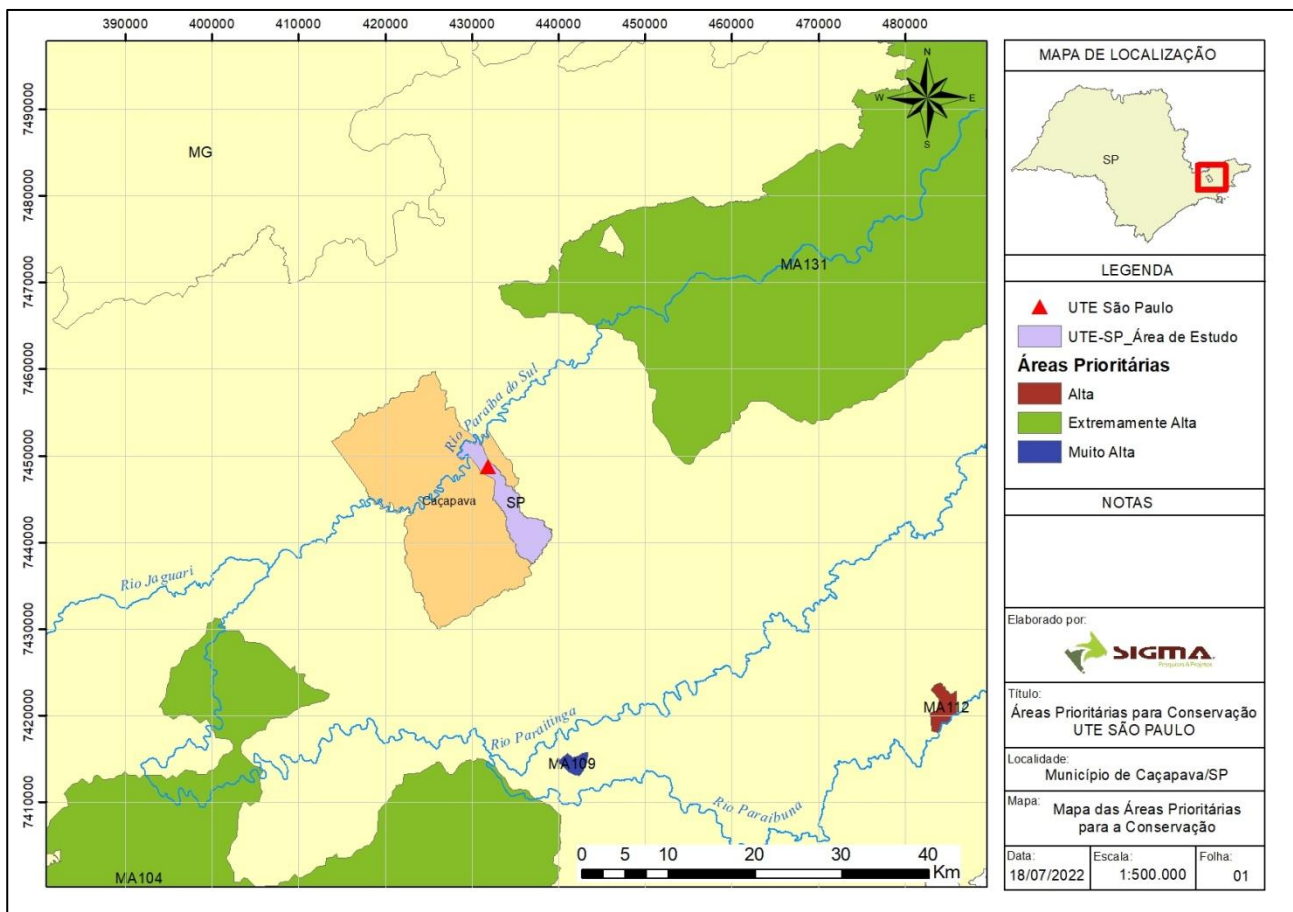 390000 400000 410000 420000 430000 440000 450000 460000 470000 480000
7490000
7480000
7470000
7460000
7450000
7440000
7430000
7420000
7410000
N
W E
S
MG
MA131
Rio Paraíba do Sul
Caçapava
SP
Rio Jaguari
MA112
Rio Paraitinga
MA109
Rio Paraibuna
MA104
0 5 10 20 30 40
Km
MAPA DE LOCALIZAÇÃO
SP
LEGENDA
UTE São Paulo
UTE-SP_Área de Estudo
Áreas Prioritárias
Alta
Extremamente Alta
Muito Alta
NOTAS
Elaborado por:
SIGMA
Pesquisas & Projetos
Título:
Áreas Prioritárias para Conservação
UTE SÃO PAULO
Localidade:
Município de Caçapava/SP
Mapa:
Mapa das Áreas Prioritárias
para a Conservação
Data:
18/07/2022
Escala:
1:500.000
Folha:
01